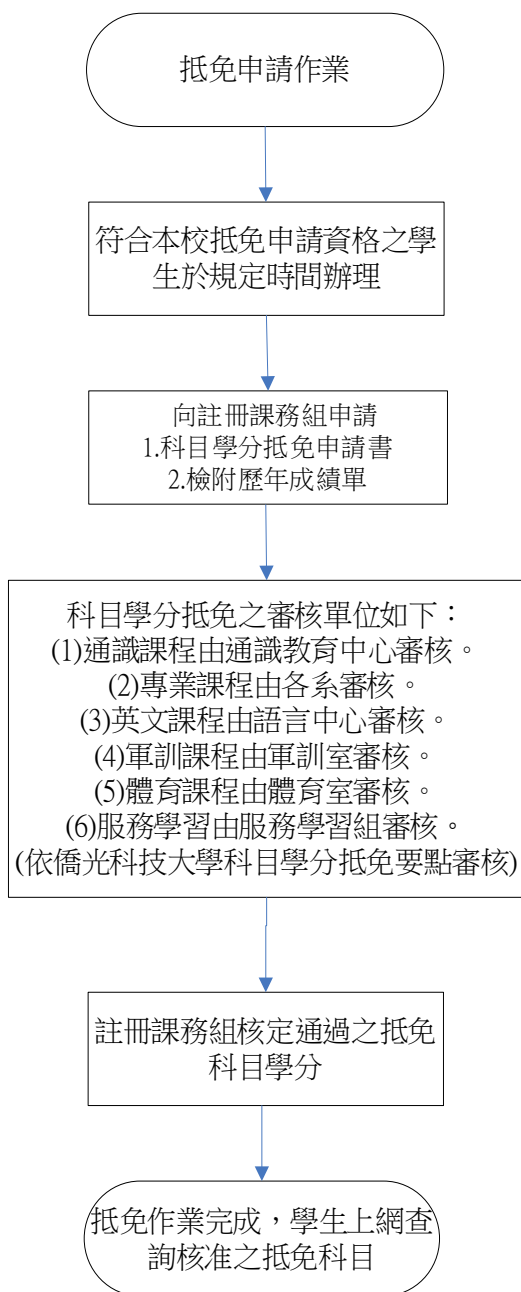 抵免申請作業
符合本校抵免申請資格之學
生於規定時間辦理
向註冊課務組申請
1.科目學分抵免申請書
2.檢附歷年成績單
科目學分抵免之審核單位如下：
(1)通識課程由通識教育中心審核。
(2)專業課程由各系審核。
(3)英文課程由語言中心審核。
(4)軍訓課程由軍訓室審核。
(5)體育課程由體育室審核。
(6)服務學習由服務學習組審核。
(依僑光科技大學科目學分抵免要點審核)
註冊課務組核定通過之抵免
科目學分
抵免作業完成，學生上網查
詢核准之抵免科目